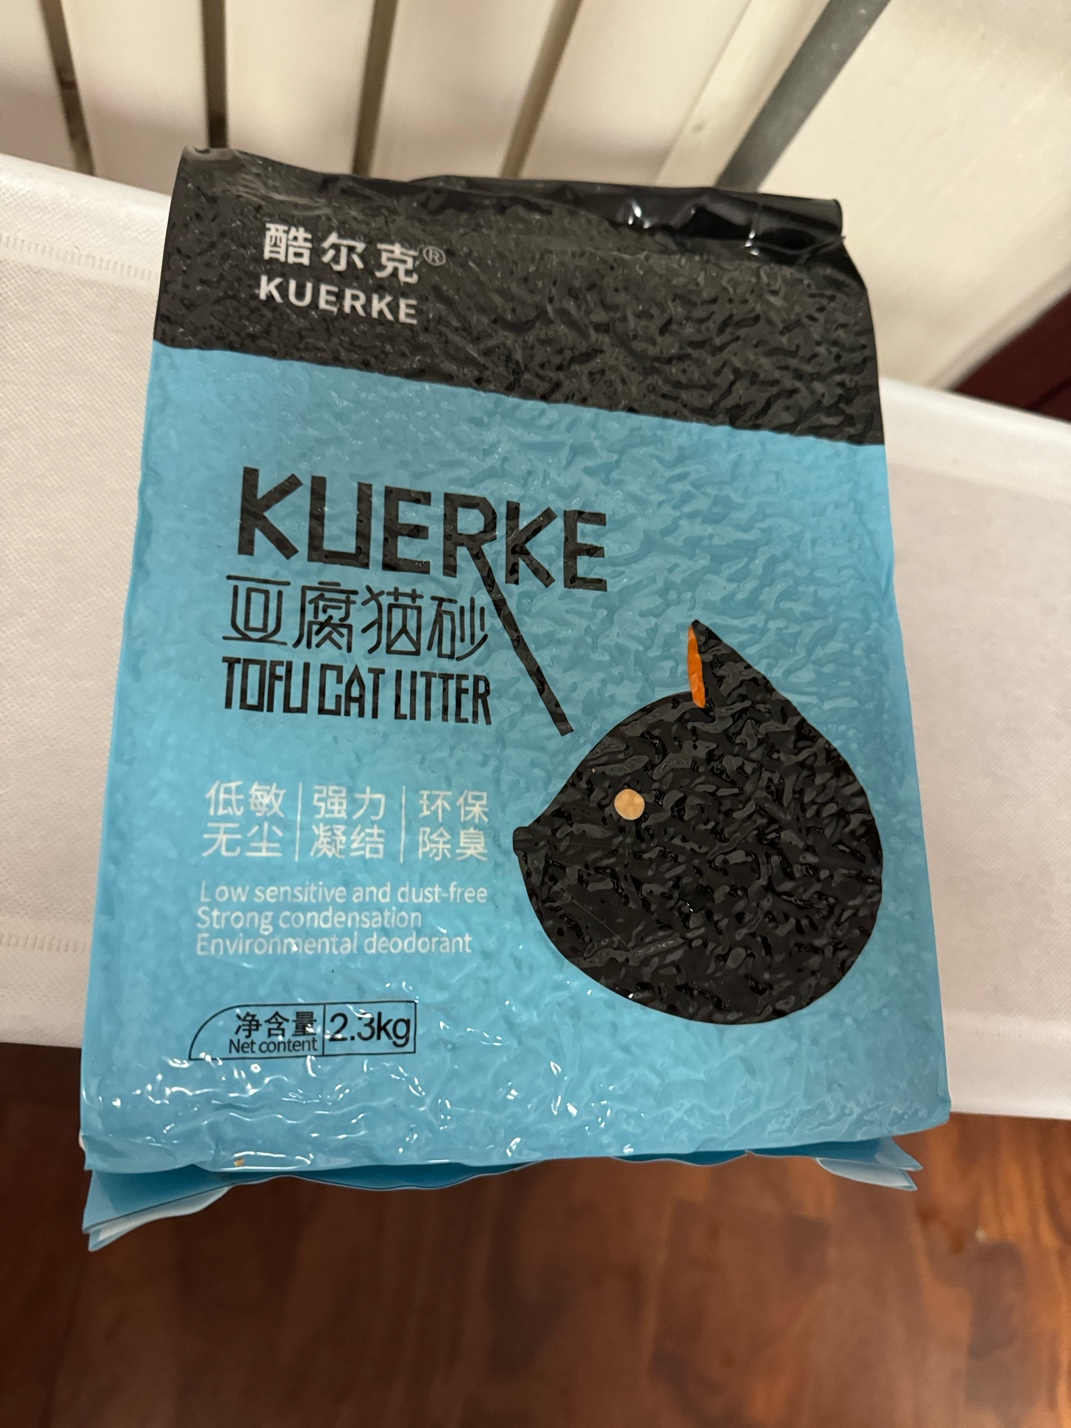 酷尔克®
KUERKE
KUERKE
豆腐猫砂
TOFU CAT LITTER
低敏 | 强力 | 环保
无尘 | 凝结 | 除臭
Low sensitive and dust-free
Strong condensation
Environmental deodorant
净含量 2.3kg
Net content